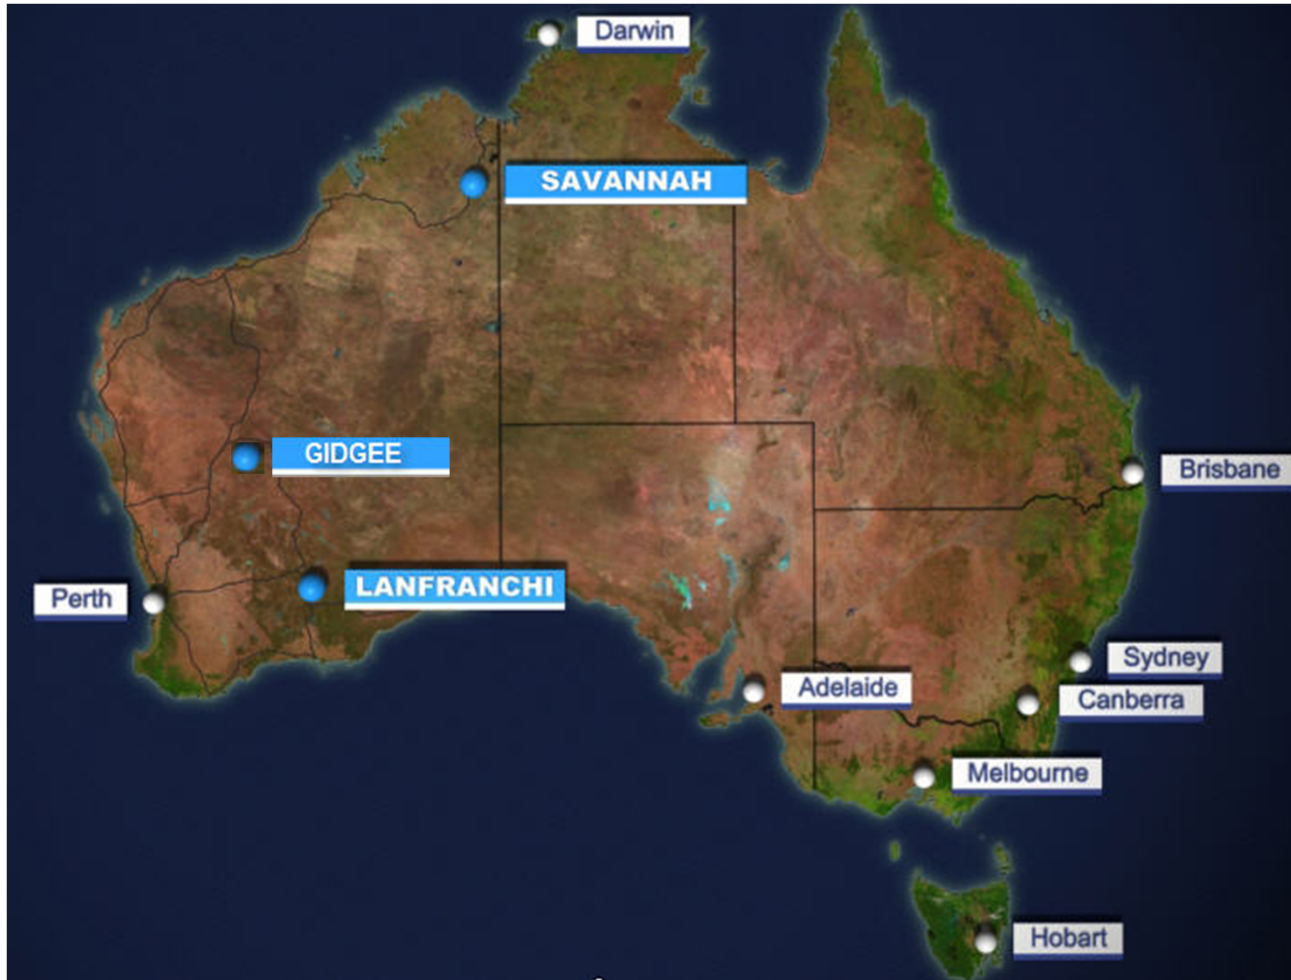 Darwin
SAVANNAH
GIDGEE
Brisbane
LANFRANCHI
Perth
Sydney
Adelaide
Canberra
Melbourne
Hobart